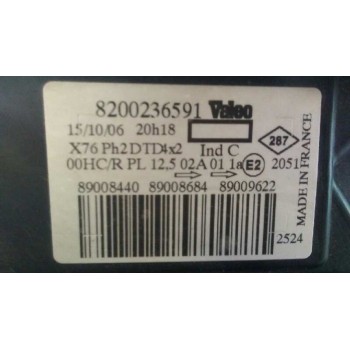 8200236591 Valeo
15/10/06 20h18
X76 Ph2 DTD4x2 Ind C
287
00HC/R PL 12,5 02A 01 1a E2 2051
89008440 89008684 89009622
2524
MADE IN FRANCE